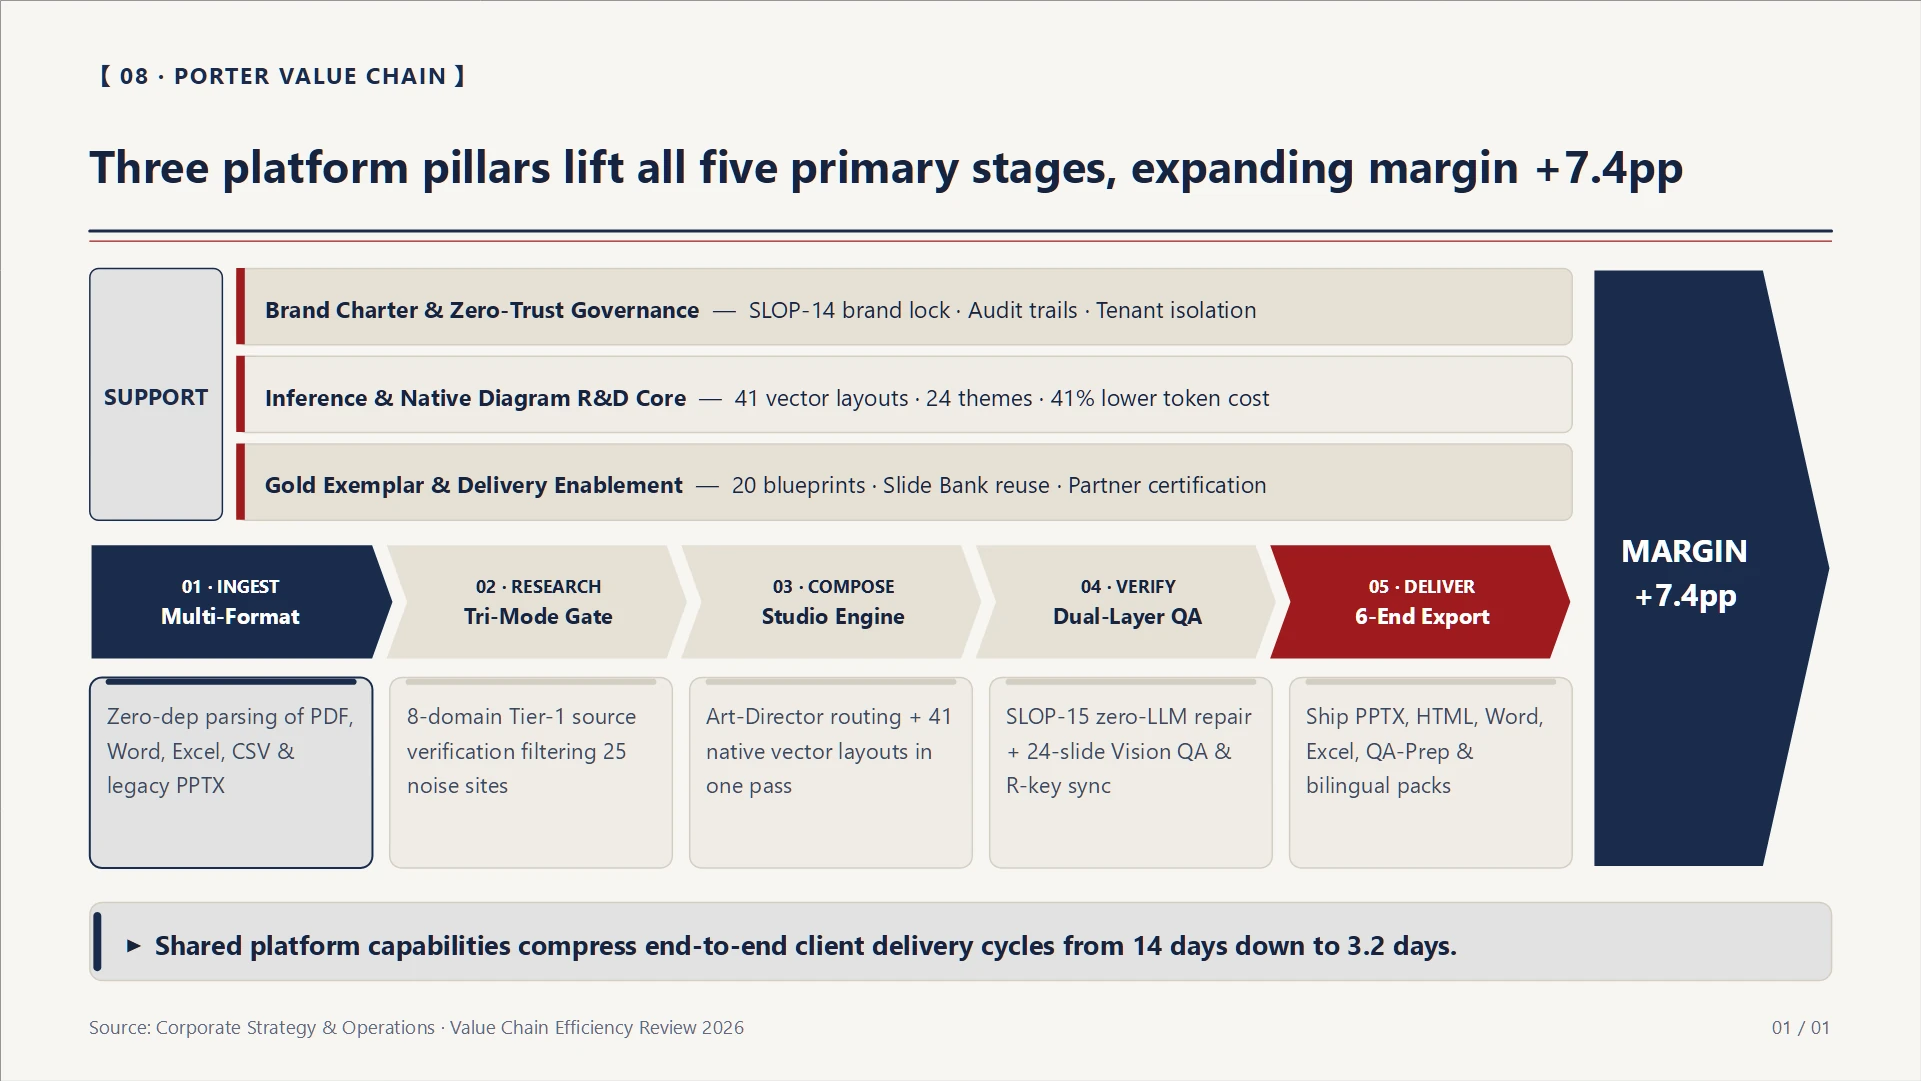 【 08 · PORTER VALUE CHAIN 】
Three platform pillars lift all five primary stages, expanding margin +7.4pp
SUPPORT
Brand Charter & Zero-Trust Governance — SLOP-14 brand lock · Audit trails · Tenant isolation
Inference & Native Diagram R&D Core — 41 vector layouts · 24 themes · 41% lower token cost
Gold Exemplar & Delivery Enablement — 20 blueprints · Slide Bank reuse · Partner certification
MARGIN
+7.4pp
01 · INGEST
Multi-Format
02 · RESEARCH
Tri-Mode Gate
03 · COMPOSE
Studio Engine
04 · VERIFY
Dual-Layer QA
05 · DELIVER
6-End Export
Zero-dep parsing of PDF,
Word, Excel, CSV &
legacy PPTX
8-domain Tier-1 source
verification filtering 25
noise sites
Art-Director routing + 41
native vector layouts in
one pass
SLOP-15 zero-LLM repair
+ 24-slide Vision QA &
R-key sync
Ship PPTX, HTML, Word,
Excel, QA-Prep &
bilingual packs
► Shared platform capabilities compress end-to-end client delivery cycles from 14 days down to 3.2 days.
Source: Corporate Strategy & Operations · Value Chain Efficiency Review 2026
01 / 01